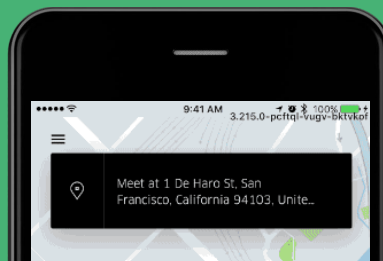 9:41 AM
100%
3.215.0-pcftql-vugv-bktvkof
Meet at 1 De Haro St, San
Francisco, California 94103, Unite...